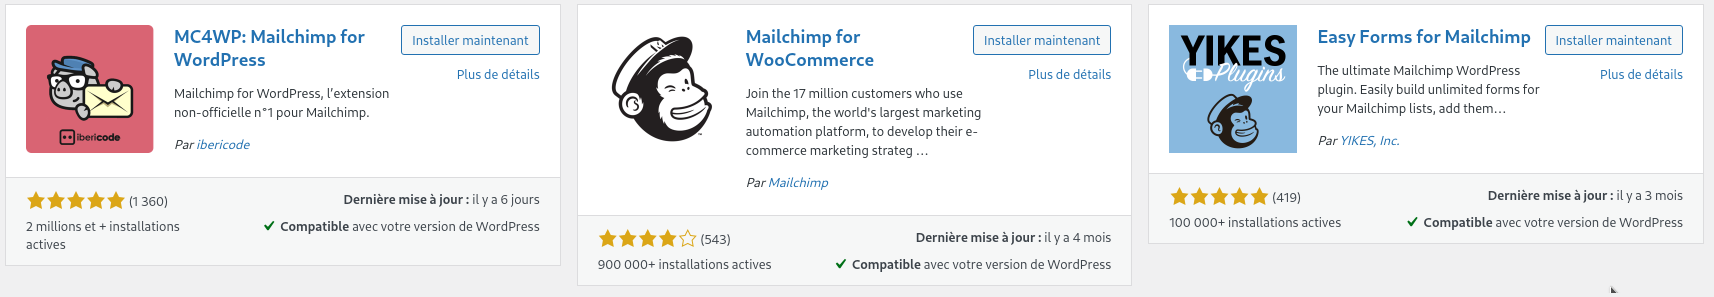 MC4WP: Mailchimp for
WordPress
Installer maintenant
Plus de détails
Mailchimp for WordPress, l'extension
non-officielle n°1 pour Mailchimp.
Par ibericode
ibericode
(1 360)
Dernière mise à jour : il y a 6 jours
2 millions et + installations
actives
Compatible avec votre version de WordPress
Mailchimp for
WooCommerce
Installer maintenant
Plus de détails
Join the 17 million customers who use
Mailchimp, the world's largest marketing
automation platform, to develop their e-
commerce marketing strateg …
Par Mailchimp
(543)
Dernière mise à jour : il y a 4 mois
900 000+ installations actives
Compatible avec votre version de WordPress
YIKES
Plugins
Easy Forms for Mailchimp
Installer maintenant
Plus de détails
The ultimate Mailchimp WordPress
plugin. Easily build unlimited forms for
your Mailchimp lists, add them…
Par YIKES, Inc.
(419)
Dernière mise à jour : il y a 3 mois
100 000+ installations actives
Compatible avec votre version de WordPress